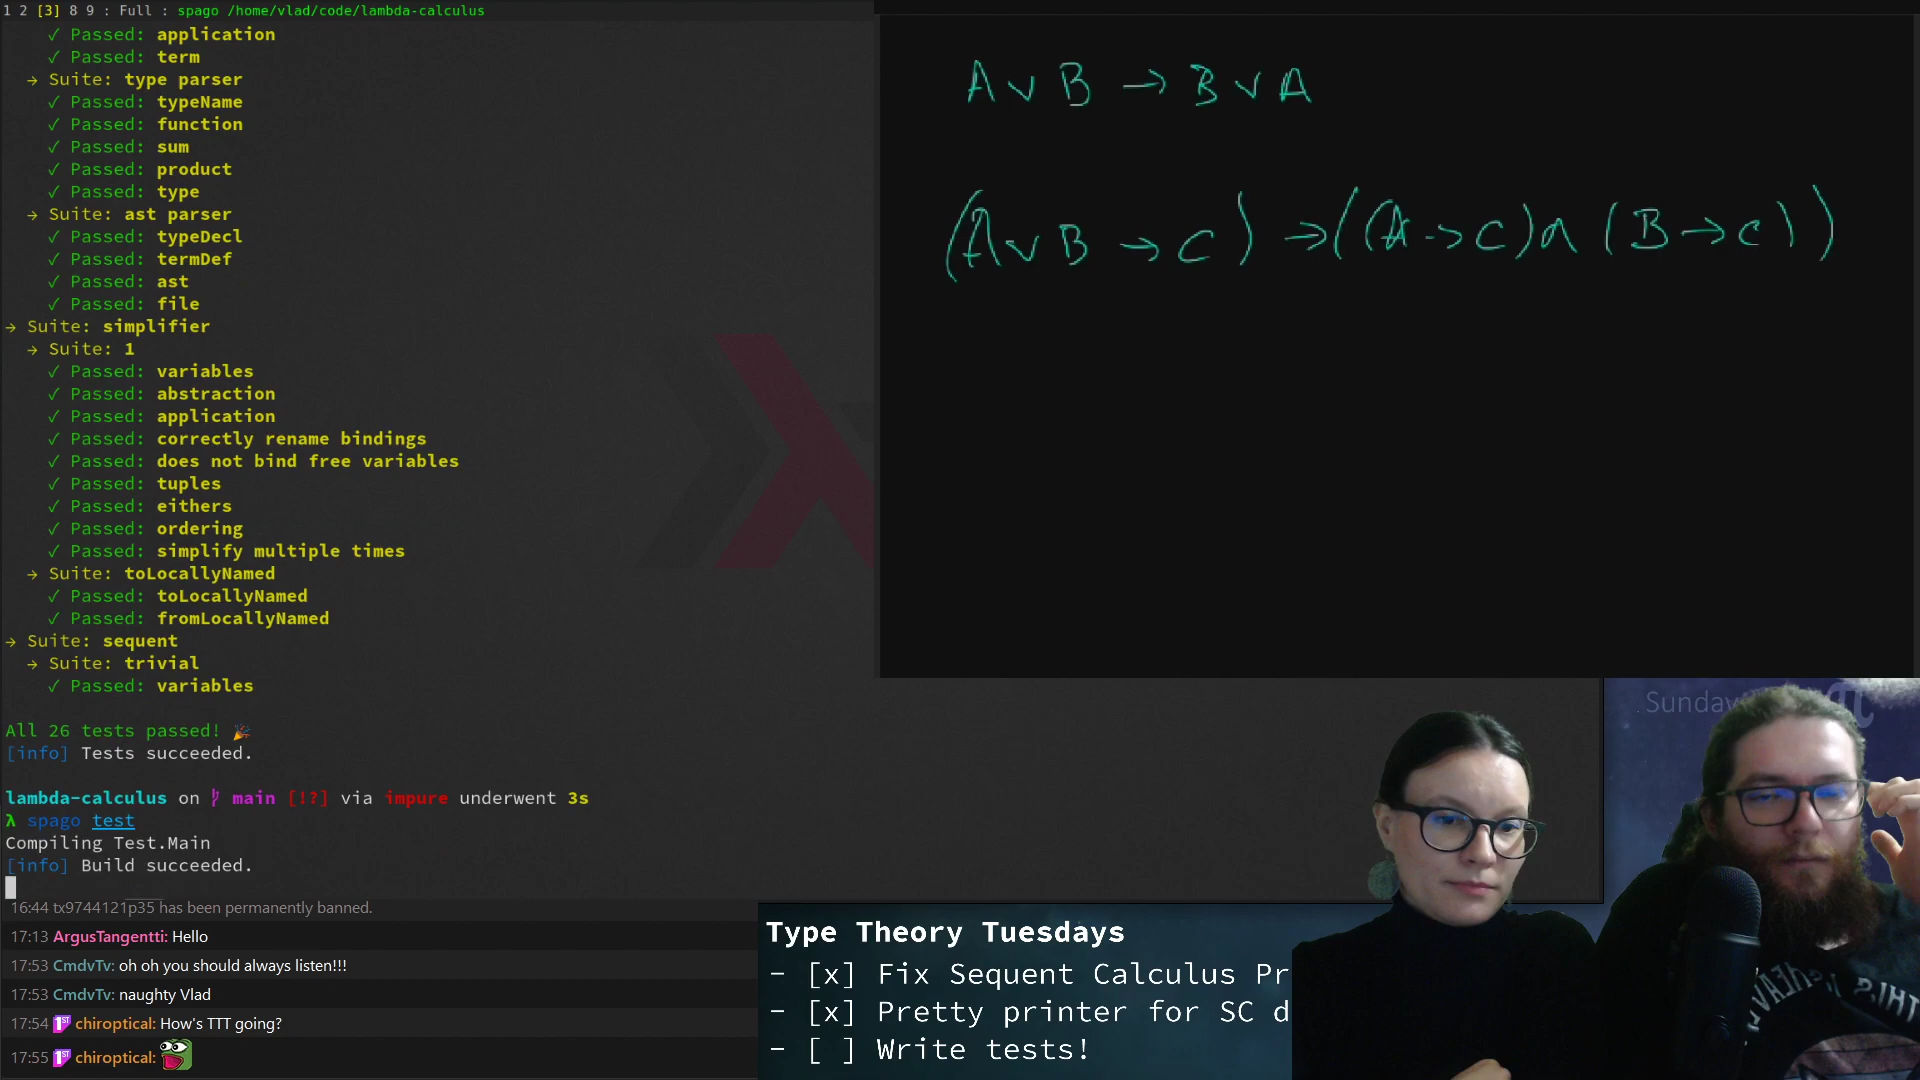 1 2 [3] 8 9 : Full : spago /home/vlad/code/lambda-calculus
✓ Passed: application
✓ Passed: term
→ Suite: type parser
✓ Passed: typeName
✓ Passed: function
✓ Passed: sum
✓ Passed: product
✓ Passed: type
→ Suite: ast parser
✓ Passed: typeDecl
✓ Passed: termDef
✓ Passed: ast
✓ Passed: file
→ Suite: simplifier
→ Suite: 1
✓ Passed: variables
✓ Passed: abstraction
✓ Passed: application
✓ Passed: correctly rename bindings
✓ Passed: does not bind free variables
✓ Passed: tuples
✓ Passed: eithers
✓ Passed: ordering
✓ Passed: simplify multiple times
→ Suite: toLocallyNamed
✓ Passed: toLocallyNamed
✓ Passed: fromLocallyNamed
→ Suite: sequent
→ Suite: trivial
✓ Passed: variables
All 26 tests passed! 🎉
[info] Tests succeeded.
lambda-calculus on main [!?] via impure underwent 3s
λ spago test
Compiling Test.Main
[info] Build succeeded.
16:44 tx9744121p35 has been permanently banned.
17:13 ArgusTangentti: Hello
17:53 CmdvTv: oh oh you should always listen!!!
17:53 CmdvTv: naughty Vlad
17:54 1ST chiroptical: How's TTT going?
17:55 1ST chiroptical:
A ∨ B → B ∨ A
(A ∨ B → C) → ((A → C) ∧ (B → C))
Type Theory Tuesdays
- [x] Fix Sequent Calculus Pr
- [x] Pretty printer for SC d
- [ ] Write tests!
Sunday